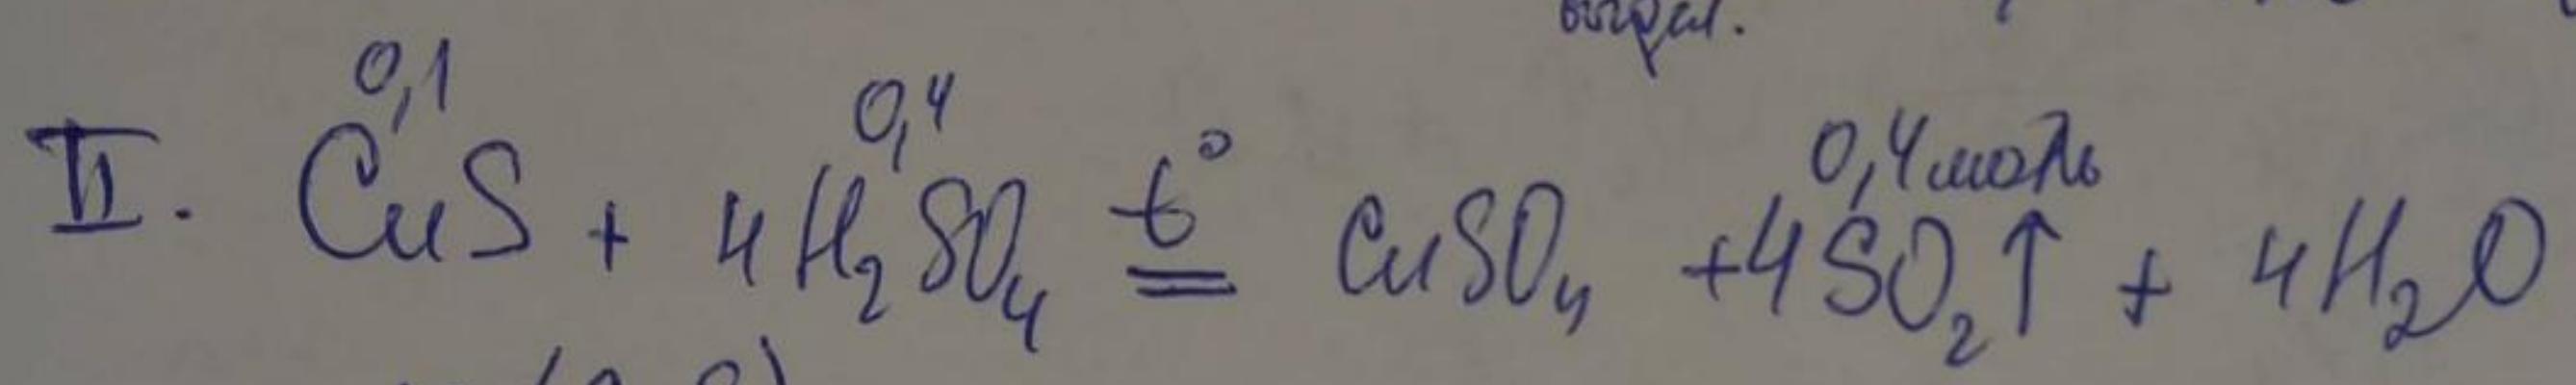 0,1 0,4 0,4 моль
II. CuS + 4H₂SO₄ t° = CuSO₄ + 4SO₂↑ + 4H₂O